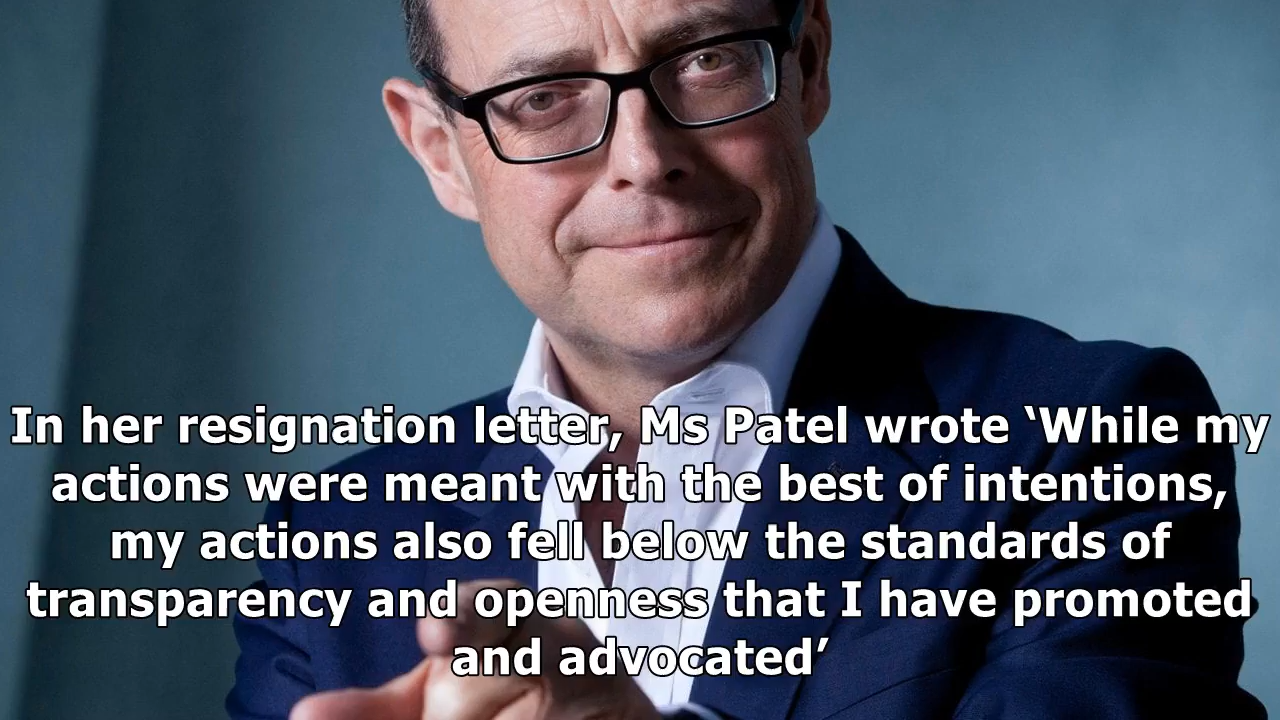 In her resignation letter, Ms Patel wrote ‘While my
actions were meant with the best of intentions,
my actions also fell below the standards of
transparency and openness that I have promoted
and advocated’